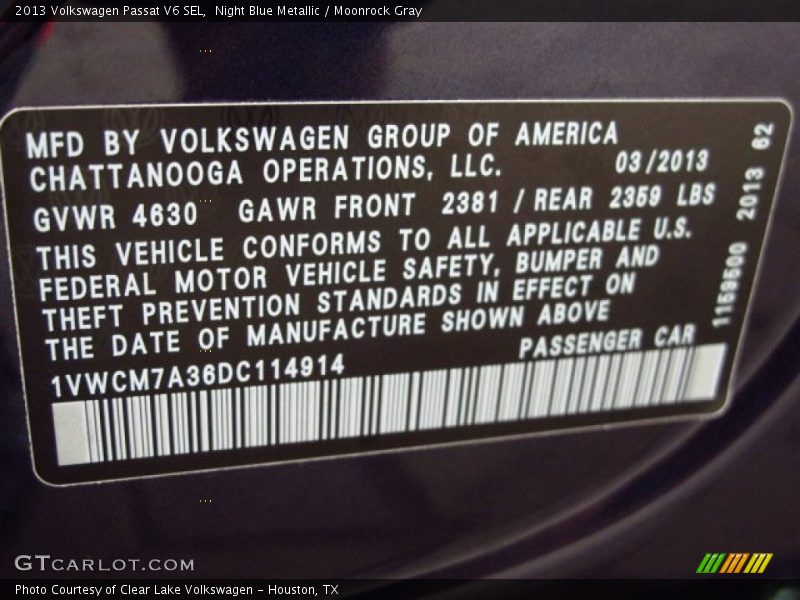 2013 Volkswagen Passat V6 SEL, Night Blue Metallic / Moonrock Gray
MFD BY VOLKSWAGEN GROUP OF AMERICA
CHATTANOOGA OPERATIONS, LLC. 03/2013
GVWR 4630 GAWR FRONT 2381 / REAR 2359 LBS
THIS VEHICLE CONFORMS TO ALL APPLICABLE U.S.
FEDERAL MOTOR VEHICLE SAFETY, BUMPER AND
THEFT PREVENTION STANDARDS IN EFFECT ON
THE DATE OF MANUFACTURE SHOWN ABOVE
1VWCM7A36DC114914 PASSENGER CAR
1159500 2013 62
GTCARLOT.COM
Photo Courtesy of Clear Lake Volkswagen - Houston, TX